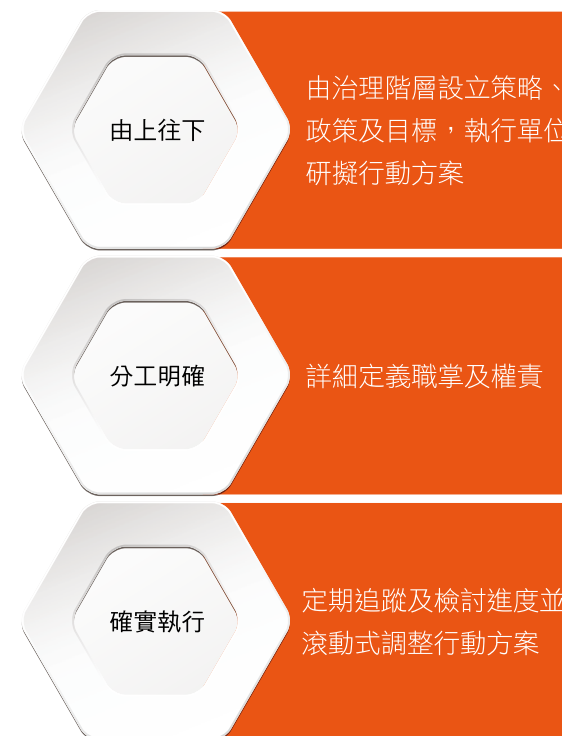 由上往下
由治理階層設立策略、
政策及目標，執行單位
研擬行動方案
分工明確
詳細定義職掌及權責
確實執行
定期追蹤及檢討進度並
滾動式調整行動方案